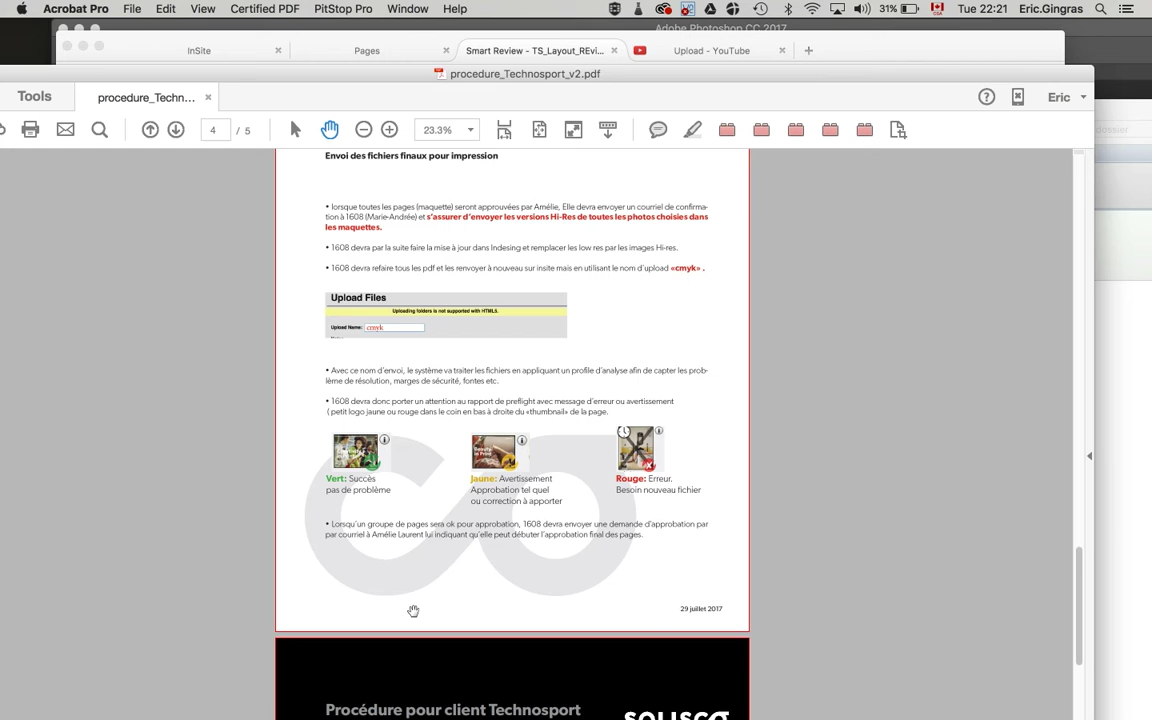 Acrobat Pro File Edit View Certified PDF PitStop Pro Window Help 31% Tue 22:21 Eric.Gingras
Adobe Photoshop CC 2017
InSite Pages Smart Review - TS_Layout_REvi... Upload - YouTube
procedure_Technosport_v2.pdf
Tools procedure_Techn... Eric
4 / 5 23.3%
dossier
Envoi des fichiers finaux pour impression
• lorsque toutes les pages (maquette) seront approuvées par Amélie, Elle devra envoyer un courriel de confirma-
tion à 1608 (Marie-Andrée) et s'assurer d'envoyer les versions Hi-Res de toutes les photos choisies dans
les maquettes.
• 1608 devra par la suite faire la mise à jour dans Indesing et remplacer les low res par les images Hi-res.
• 1608 devra refaire tous les pdf et les renvoyer à nouveau sur insite mais en utilisant le nom d'upload «cmyk» .
Upload Files
Uploading folders is not supported with HTML5.
Upload Name: cmyk
• Avec ce nom d'envoi, le système va traiter les fichiers en appliquant un profile d'analyse afin de capter les prob-
lème de résolution, marges de sécurité, fontes etc.
• 1608 devra donc porter un attention au rapport de preflight avec message d'erreur ou avertissement
( petit logo jaune ou rouge dans le coin en bas à droite du «thumbnail» de la page.
Vert: Succès
pas de problème
Jaune: Avertissement
Approbation tel quel
ou correction à apporter
Rouge: Erreur.
Besoin nouveau fichier
• Lorsqu'un groupe de pages sera ok pour approbation, 1608 devra envoyer une demande d'approbation par
par courriel à Amélie Laurent lui indiquant qu'elle peut débuter l'approbation final des pages.
29 juillet 2017
Procédure pour client Technosport